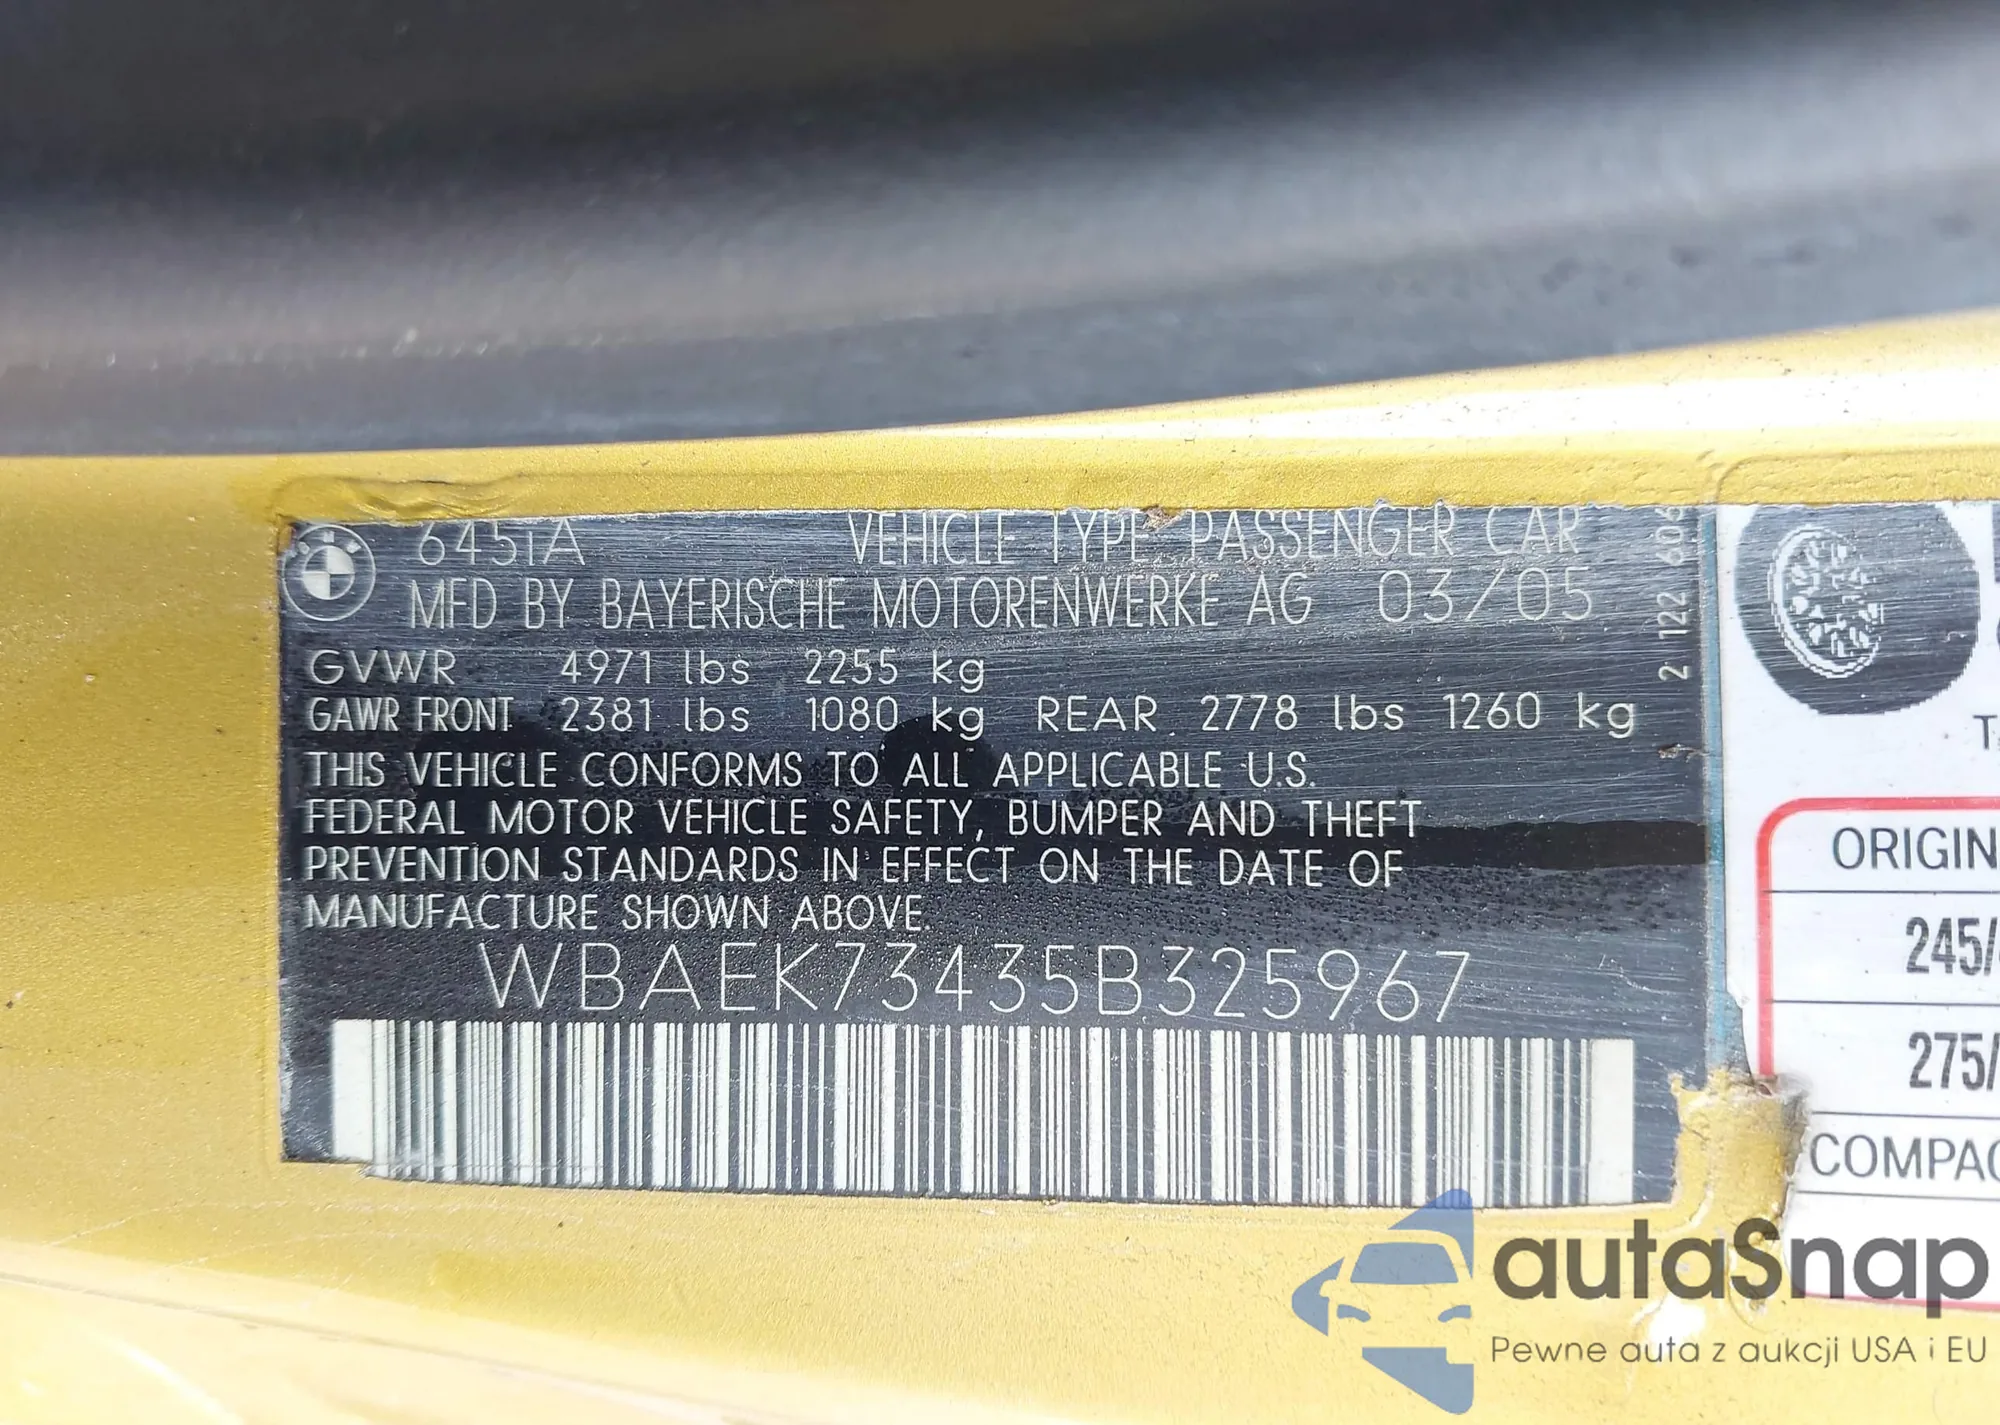 645iA VEHICLE TYPE PASSENGER CAR
MFD BY BAYERISCHE MOTORENWERKE AG 03/05
GVWR 4971 lbs 2255 kg
GAWR FRONT 2381 lbs 1080 kg REAR 2778 lbs 1260 kg
THIS VEHICLE CONFORMS TO ALL APPLICABLE U.S.
FEDERAL MOTOR VEHICLE SAFETY, BUMPER AND THEFT
PREVENTION STANDARDS IN EFFECT ON THE DATE OF
MANUFACTURE SHOWN ABOVE.
WBAEK73435B325967
2 122 606
ORIGIN
245/
275/
COMPAC
autaSnap
Pewne auta z aukcji USA i EU